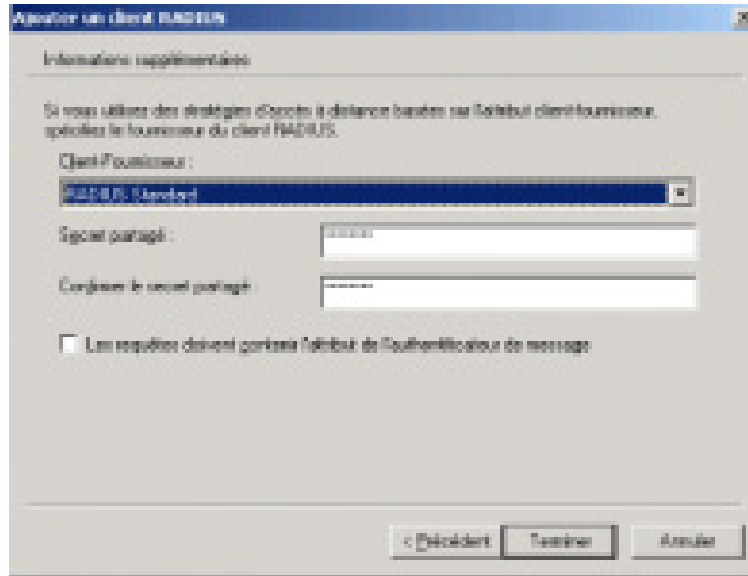 Ajouter un client RADIUS
Informations supplémentaires
Si vous utilisez des stratégies d'accès à distance basées sur l'attribut client-fournisseur,
spécifiez le fournisseur du client RADIUS.
Client-Fournisseur :
RADIUS Standard
Secret partagé :
Confirmer le secret partagé :
Les requêtes doivent contenir l'attribut de l'authentificateur de message
< Précédent
Terminer
Annuler